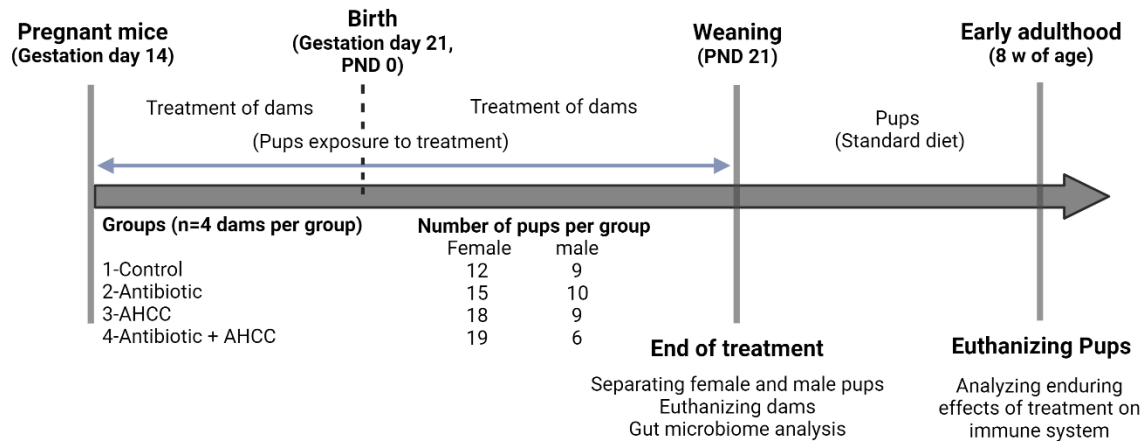 Pregnant mice
(Gestation day 14)
Birth
(Gestation day 21,
PND 0)
Weaning
(PND 21)
Early adulthood
(8 w of age)
Treatment of dams
Treatment of dams
(Pups exposure to treatment)
Pups
(Standard diet)
Groups (n=4 dams per group)
Number of pups per group
Female male
1-Control 12 9
2-Antibiotic 15 10
3-AHCC 18 9
4-Antibiotic + AHCC 19 6
End of treatment
Separating female and male pups
Euthanizing dams
Gut microbiome analysis
Euthanizing Pups
Analyzing enduring
effects of treatment on
immune system